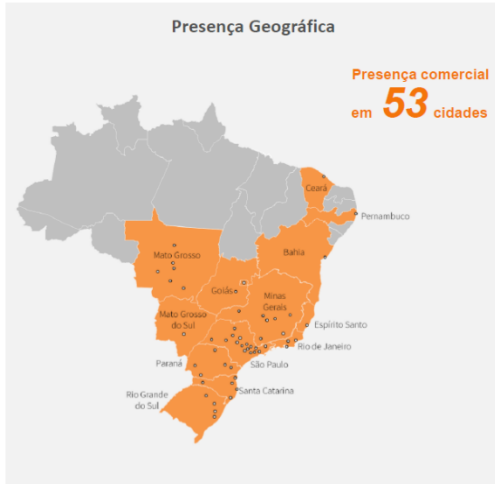 Presença Geográfica
Presença comercial
em 53 cidades
Ceará
Pernambuco
Bahia
Mato Grosso
Goiás
Minas
Gerais
Mato Grosso
do Sul
Espírito Santo
Rio de Janeiro
São Paulo
Paraná
Santa Catarina
Rio Grande
do Sul